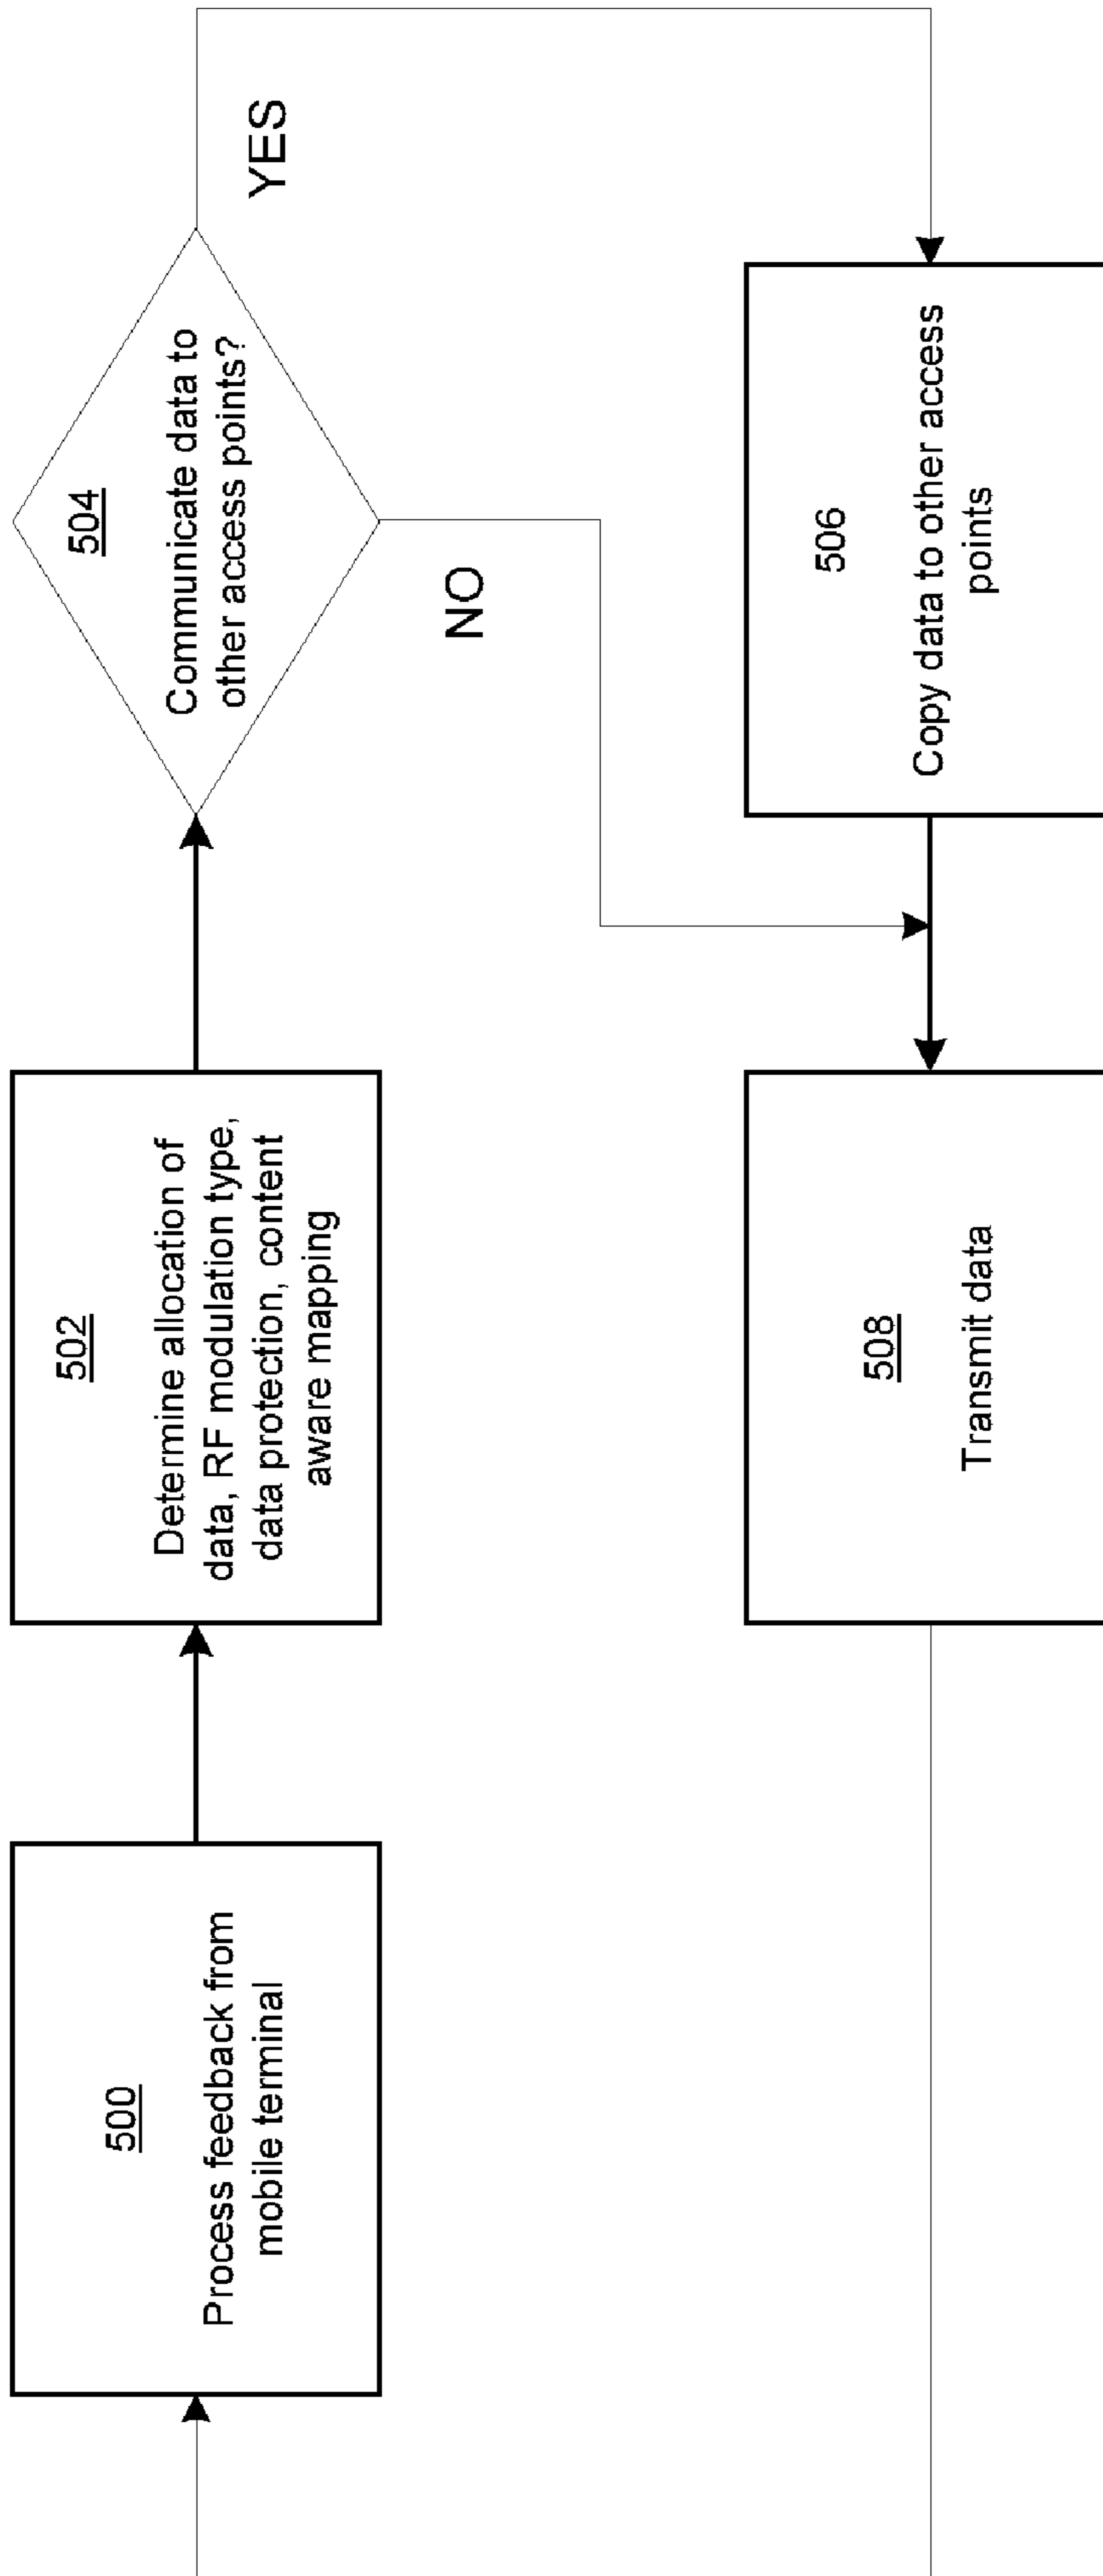 500
Process feedback from
mobile terminal
502
Determine allocation of
data, RF modulation type,
data protection, content
aware mapping
504
Communicate data to
other access points?
YES
NO
506
Copy data to other access
points
508
Transmit data